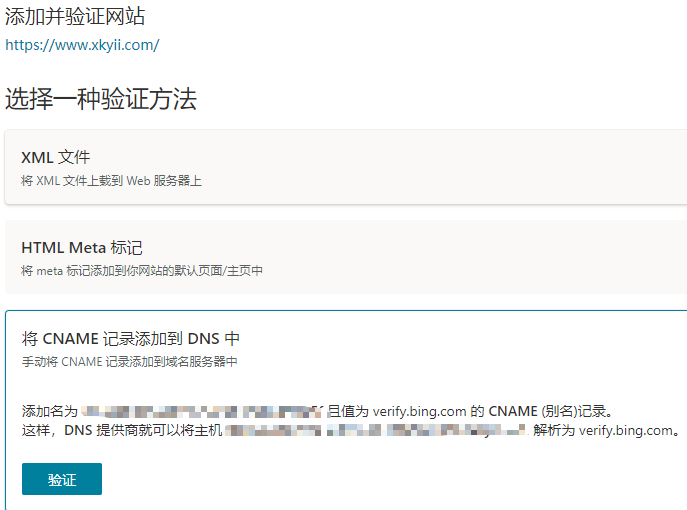 添加并验证网站
https://www.xkyii.com/
选择一种验证方法
XML 文件
将 XML 文件上载到 Web 服务器上
HTML Meta 标记
将 meta 标记添加到你网站的默认页面/主页中
将 CNAME 记录添加到 DNS 中
手动将 CNAME 记录添加到域名服务器中
添加名为 且值为 verify.bing.com 的 CNAME (别名)记录。
这样，DNS 提供商就可以将主机 解析为 verify.bing.com。
验证